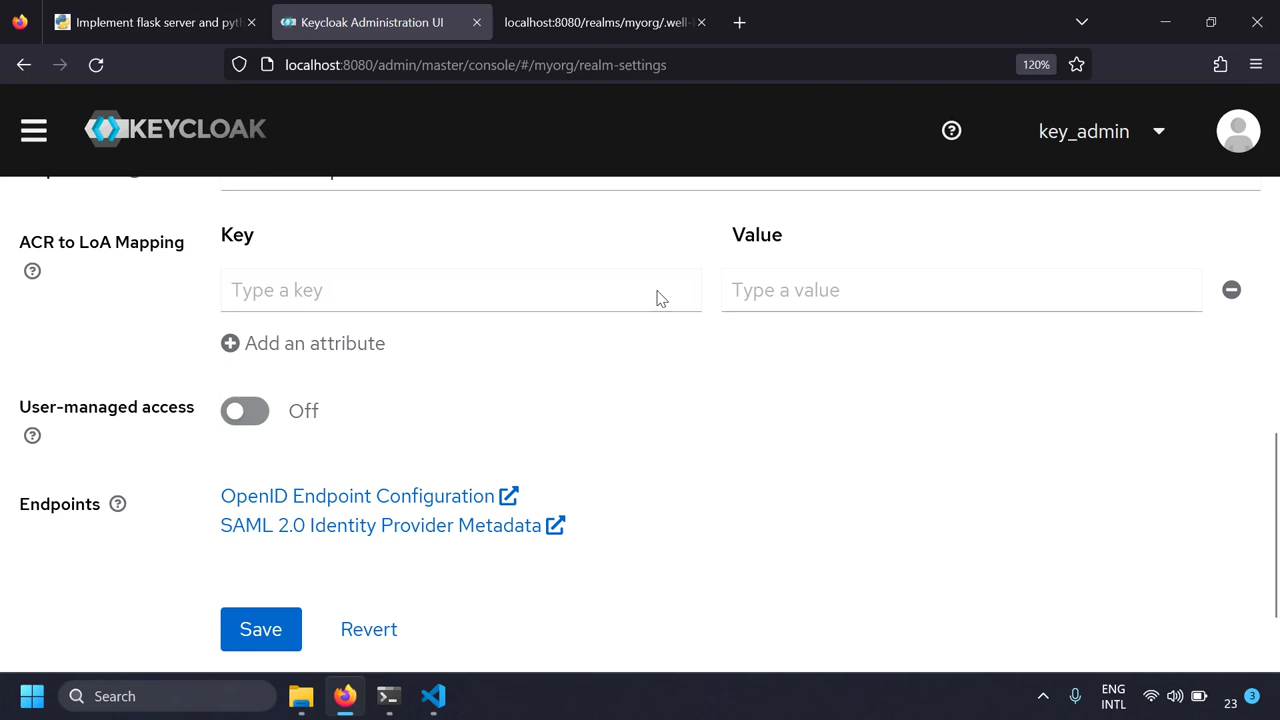 Implement flask server and pyth
Keycloak Administration UI
localhost:8080/realms/myorg/.well-
localhost:8080/admin/master/console/#/myorg/realm-settings
120%
KEYCLOAK
key_admin
ACR to LoA Mapping
Key
Value
Type a key
Type a value
Add an attribute
User-managed access
Off
Endpoints
OpenID Endpoint Configuration
SAML 2.0 Identity Provider Metadata
Save
Revert
Search
ENG
INTL
23
3